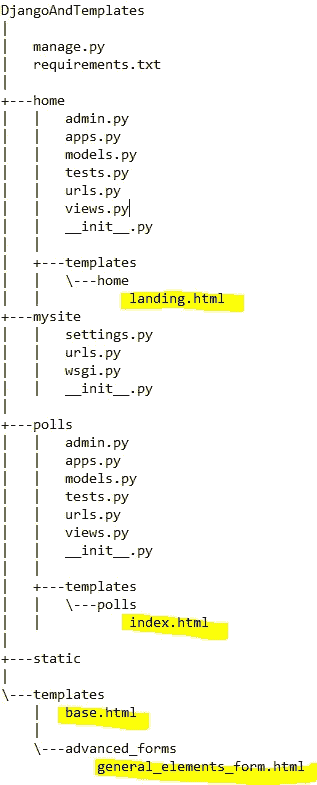 DjangoAndTemplates
|
|   manage.py
|   requirements.txt
|
+---home
|   |   admin.py
|   |   apps.py
|   |   models.py
|   |   tests.py
|   |   urls.py
|   |   views.py
|   |   __init__.py
|   |
|   +---templates
|   |   \---home
|   |           landing.html
+---mysite
|   |   settings.py
|   |   urls.py
|   |   wsgi.py
|   |   __init__.py
|
+---polls
|   |   admin.py
|   |   apps.py
|   |   models.py
|   |   tests.py
|   |   urls.py
|   |   views.py
|   |   __init__.py
|   |
|   +---templates
|   |   \---polls
|   |           index.html
|
+---static
|
\---templates
    |   base.html
    |
    \---advanced_forms
            general_elements_form.html